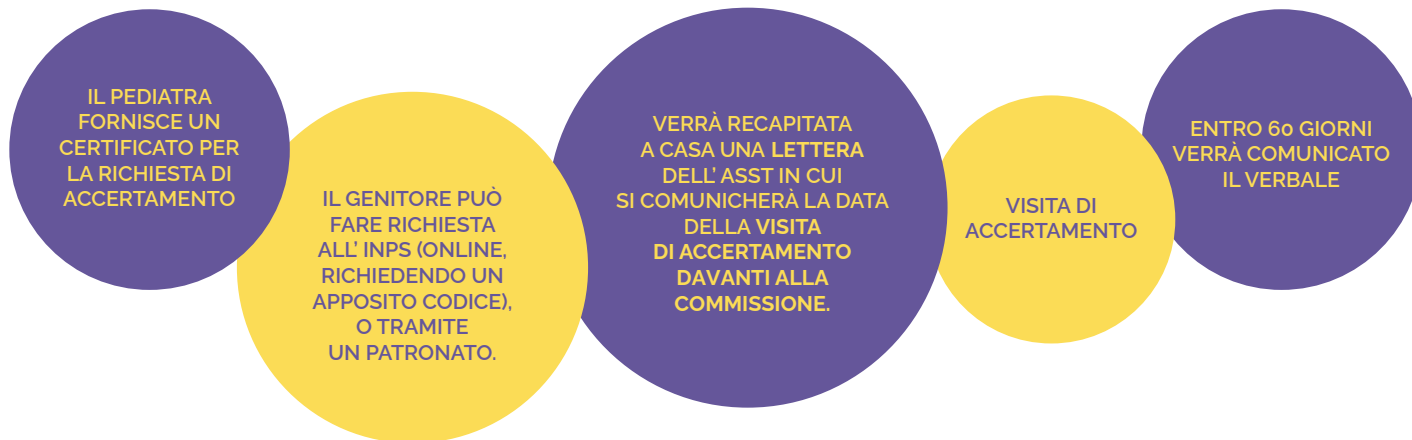 IL PEDIATRA
FORNISCE UN
CERTIFICATO PER
LA RICHIESTA DI
ACCERTAMENTO
IL GENITORE PUÒ
FARE RICHIESTA
ALL' INPS (ONLINE,
RICHIEDENDO UN
APPOSITO CODICE),
O TRAMITE
UN PATRONATO.
VERRÀ RECAPITATA
A CASA UNA LETTERA
DELL' ASST IN CUI
SI COMUNICHERÀ LA DATA
DELLA VISITA
DI ACCERTAMENTO
DAVANTI ALLA
COMMISSIONE.
VISITA DI
ACCERTAMENTO
ENTRO 60 GIORNI
VERRÀ COMUNICATO
IL VERBALE